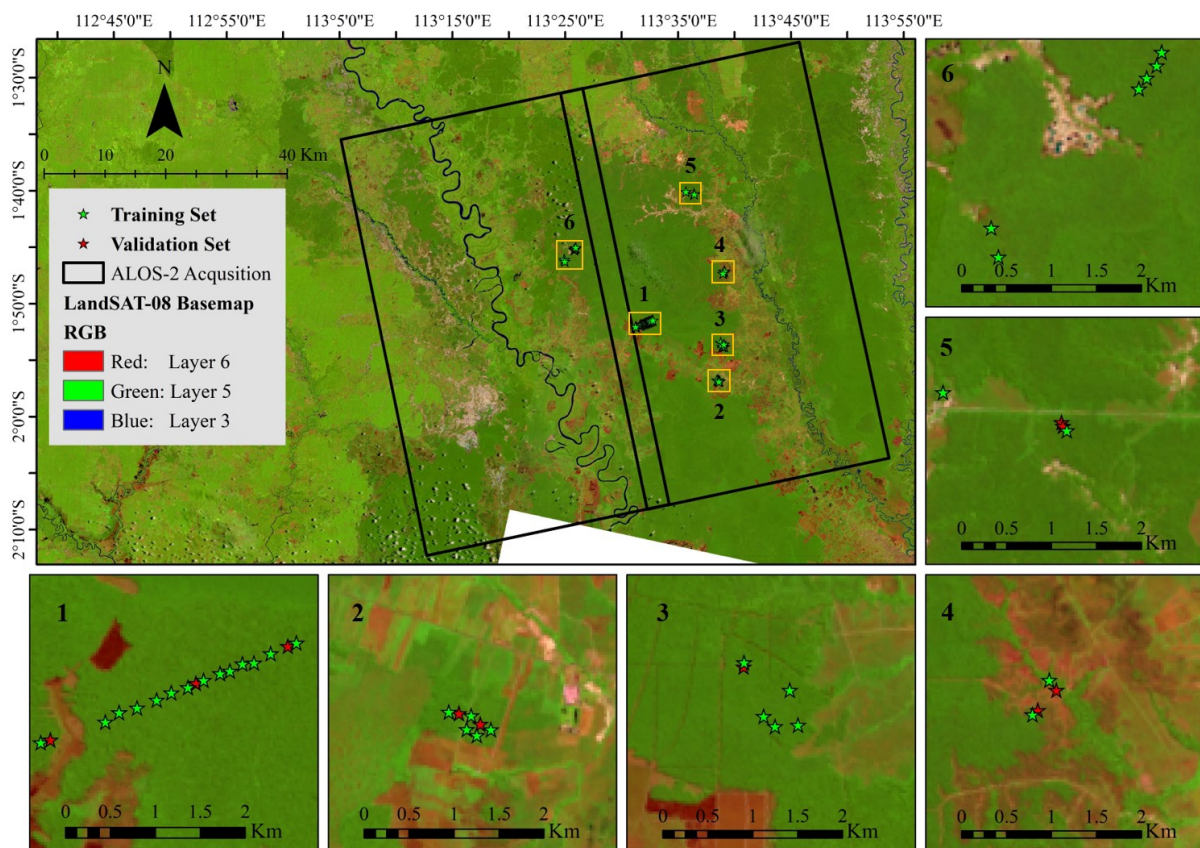 112°45'0"E 112°55'0"E 113°5'0"E 113°15'0"E 113°25'0"E 113°35'0"E 113°45'0"E 113°55'0"E
1°30'0"S
1°40'0"S
1°50'0"S
2°0'0"S
2°10'0"S
N
0 10 20 40 Km
Training Set
Validation Set
ALOS-2 Acqusition
LandSAT-08 Basemap
RGB
Red: Layer 6
Green: Layer 5
Blue: Layer 3
5
6
4
1
3
2
6
0 0.5 1 1.5 2
Km
5
0 0.5 1 1.5 2
Km
1
0 0.5 1 1.5 2
Km
2
0 0.5 1 1.5 2
Km
3
0 0.5 1 1.5 2
Km
4
0 0.5 1 1.5 2
Km